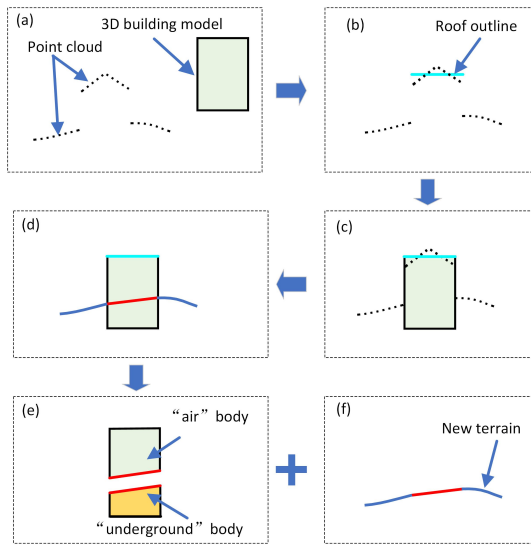 (a)
3D building model
Point cloud
(b)
Roof outline
(d)
(c)
(e)
“air” body
“underground” body
(f)
New terrain